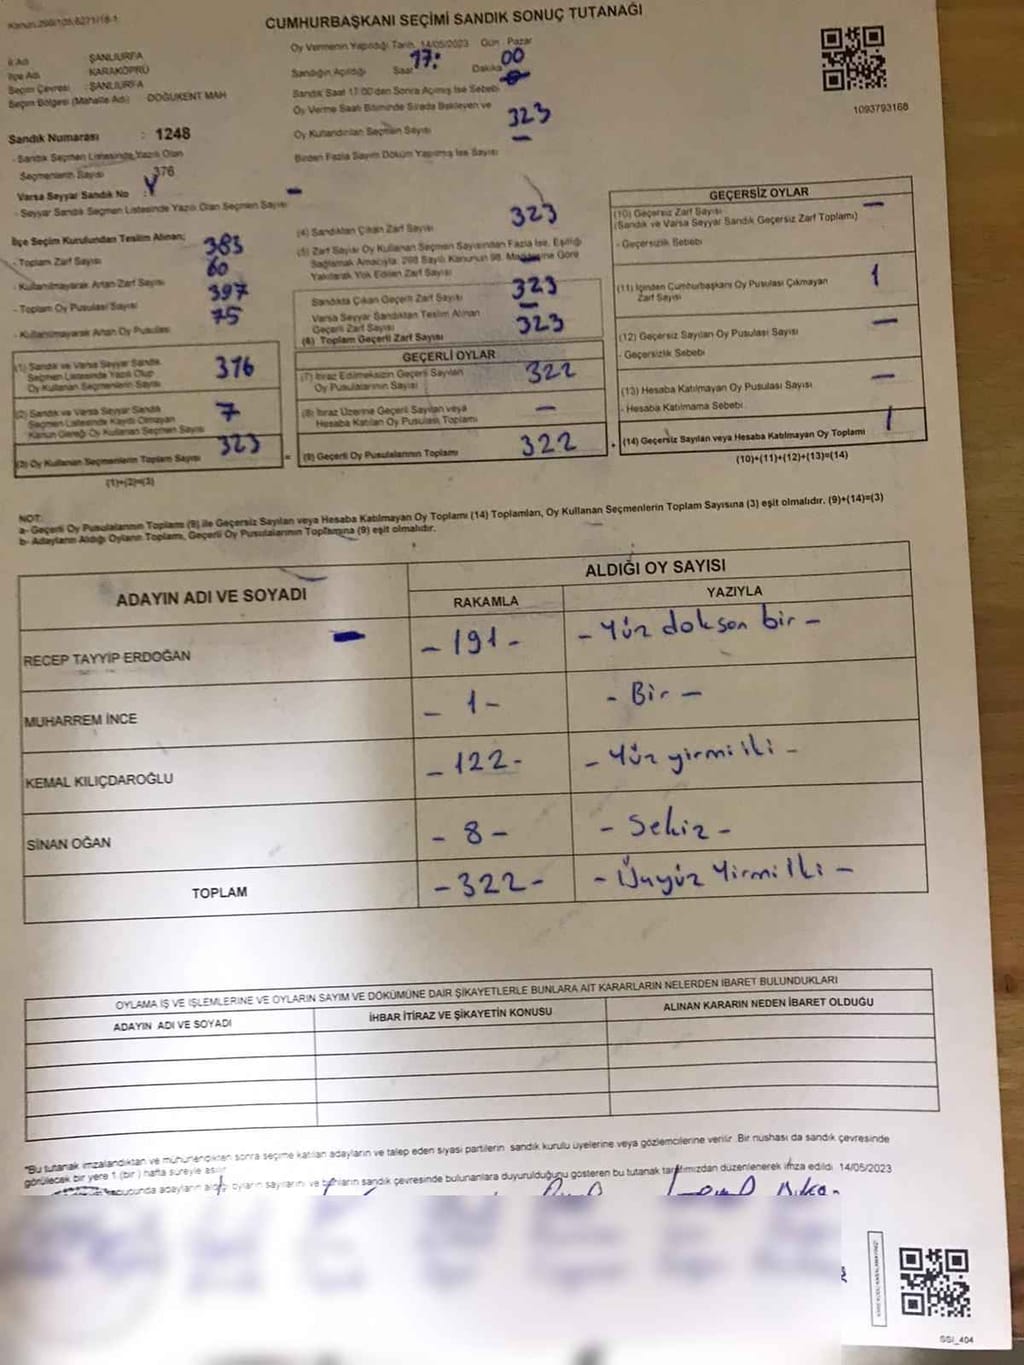 Kanun:298/105,6271/18-1
CUMHURBAŞKANI SEÇİMİ SANDIK SONUÇ TUTANAĞI
İl Adı : ŞANLIURFA
İlçe Adı : KARAKÖPRÜ
Seçim Çevresi : ŞANLIURFA
Seçim Bölgesi (Mahalle Adı) : DOĞUKENT MAH
Sandık Numarası : 1248
- Sandık Seçmen Listesinde Yazılı Olan
Seçmenlerin Sayısı 376
Varsa Seyyar Sandık No :
- Seyyar Sandık Seçmen Listesinde Yazılı Olan Seçmen Sayısı -
Oy Vermenin Yapıldığı Tarih 14/05/2023 Gün Pazar
Sandığın Açıldığı Saat 17: Dakika 00
Sandık Saat 17:00'den Sonra Açılmış İse Sebebi
Oy Verme Saati Bitiminde Sırada Bekleyen ve
Oy Kullandırılan Seçmen Sayısı 323
Birden Fazla Sayım Döküm Yapılmış İse Sayısı -
1093793168
İlçe Seçim Kurulundan Teslim Alınan;
- Toplam Zarf Sayısı 383
- Kullanılmayarak Artan Zarf Sayısı 60
- Toplam Oy Pusulası Sayısı 397
- Kullanılmayarak Artan Oy Pusulası 75
(1) Sandık ve Varsa Seyyar Sandık
Seçmen Listesinde Yazılı Olup
Oy Kullanan Seçmenlerin Sayısı 316
(2) Sandık ve Varsa Seyyar Sandık
Seçmen Listesinde Kaydı Olmayan
Kanun Gereği Oy Kullanan Seçmen Sayısı 7
(3) Oy Kullanan Seçmenlerin Toplam Sayısı 323
(1)+(2)=(3)
(4) Sandıktan Çıkan Zarf Sayısı 323
(5) Zarf Sayısı Oy Kullanan Seçmen Sayısından Fazla İse, Eşitliği
Sağlamak Amacıyla; 298 Sayılı Kanunun 98. Maddesine Göre
Yakılarak Yok Edilen Zarf Sayısı -
Sandıkta Çıkan Geçerli Zarf Sayısı 323
Varsa Seyyar Sandıktan Teslim Alınan
Geçerli Zarf Sayısı -
(6) Toplam Geçerli Zarf Sayısı 323
GEÇERLİ OYLAR
(7) İtiraz Edilmeksizin Geçerli Sayılan
Oy Pusulalarının Sayısı 322
(8) İtiraz Üzerine Geçerli Sayılan veya
Hesaba Katılan Oy Pusulaları Toplamı -
= (9) Geçerli Oy Pusulalarının Toplamı 322
GEÇERSİZ OYLAR
(10) Geçersiz Zarf Sayısı
(Sandık ve Varsa Seyyar Sandık Geçersiz Zarf Toplamı) -
- Geçersizlik Sebebi
(11) İçinden Cumhurbaşkanı Oy Pusulası Çıkmayan
Zarf Sayısı 1
(12) Geçersiz Sayılan Oy Pusulası Sayısı -
- Geçersizlik Sebebi
(13) Hesaba Katılmayan Oy Pusulası Sayısı -
- Hesaba Katılmama Sebebi
+ (14) Geçersiz Sayılan veya Hesaba Katılmayan Oy Toplamı 1
(10)+(11)+(12)+(13)=(14)
NOT:
a- Geçerli Oy Pusulalarının Toplamı (9) ile Geçersiz Sayılan veya Hesaba Katılmayan Oy Toplamı (14) Toplamları, Oy Kullanan Seçmenlerin Toplam Sayısına (3) eşit olmalıdır. (9)+(14)=(3)
b- Adayların Aldığı Oyların Toplamı, Geçerli Oy Pusulalarının Toplamına (9) eşit olmalıdır.
ADAYIN ADI VE SOYADI
ALDIĞI OY SAYISI
RAKAMLA YAZIYLA
RECEP TAYYİP ERDOĞAN - 191 - - Yüz doksan bir -
MUHARREM İNCE - 1 - - Bir -
KEMAL KILIÇDAROĞLU - 122 - - Yüz yirmi iki -
SİNAN OĞAN - 8 - - Sekiz -
TOPLAM - 322 - - Üçyüz Yirmi iki -
OYLAMA İŞ VE İŞLEMLERİNE VE OYLARIN SAYIM VE DÖKÜMÜNE DAİR ŞİKAYETLERLE BUNLARA AİT KARARLARIN NELERDEN İBARET BULUNDUKLARI
ADAYIN ADI VE SOYADI İHBAR İTİRAZ VE ŞİKAYETİN KONUSU ALINAN KARARIN NEDEN İBARET OLDUĞU
"Bu tutanak imzalandıktan ve mühürlendikten sonra seçime katılan adayların ve talep eden siyasi partilerin sandık kurulu üyelerine veya gözlemcilerine verilir. Bir nüshası da sandık çevresinde
görülecek bir yere 1 (bir) hafta süreyle asılır
adayların aldığı oyların sayılarını ve bunların sandık çevresinde bulunanlara duyurulduğunu gösteren bu tutanak tarafımızdan düzenlenerek imza edildi. 14/05/2023
SSI_404